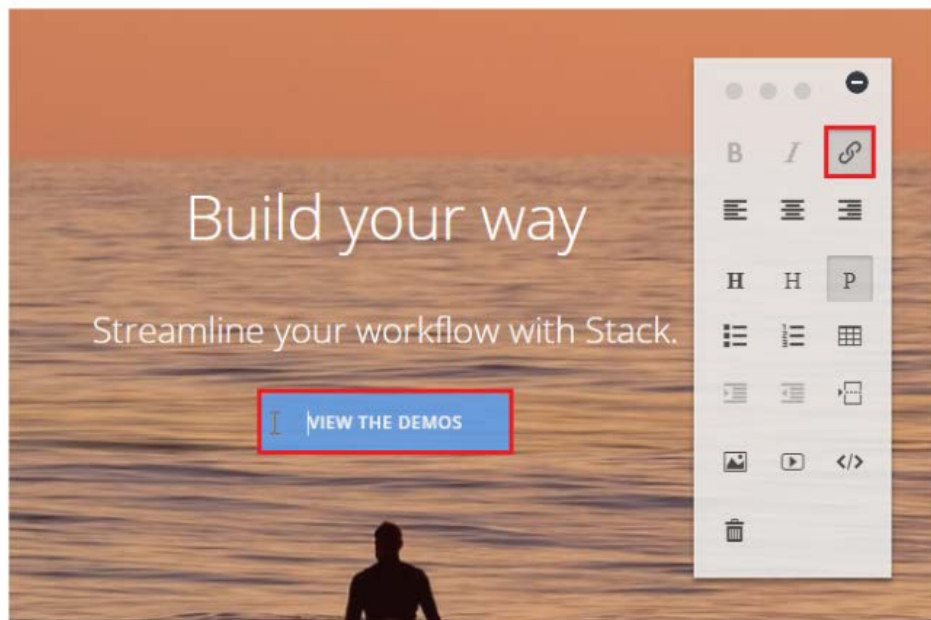 Build your way
Streamline your workflow with Stack.
VIEW THE DEMOS
B I
H H P